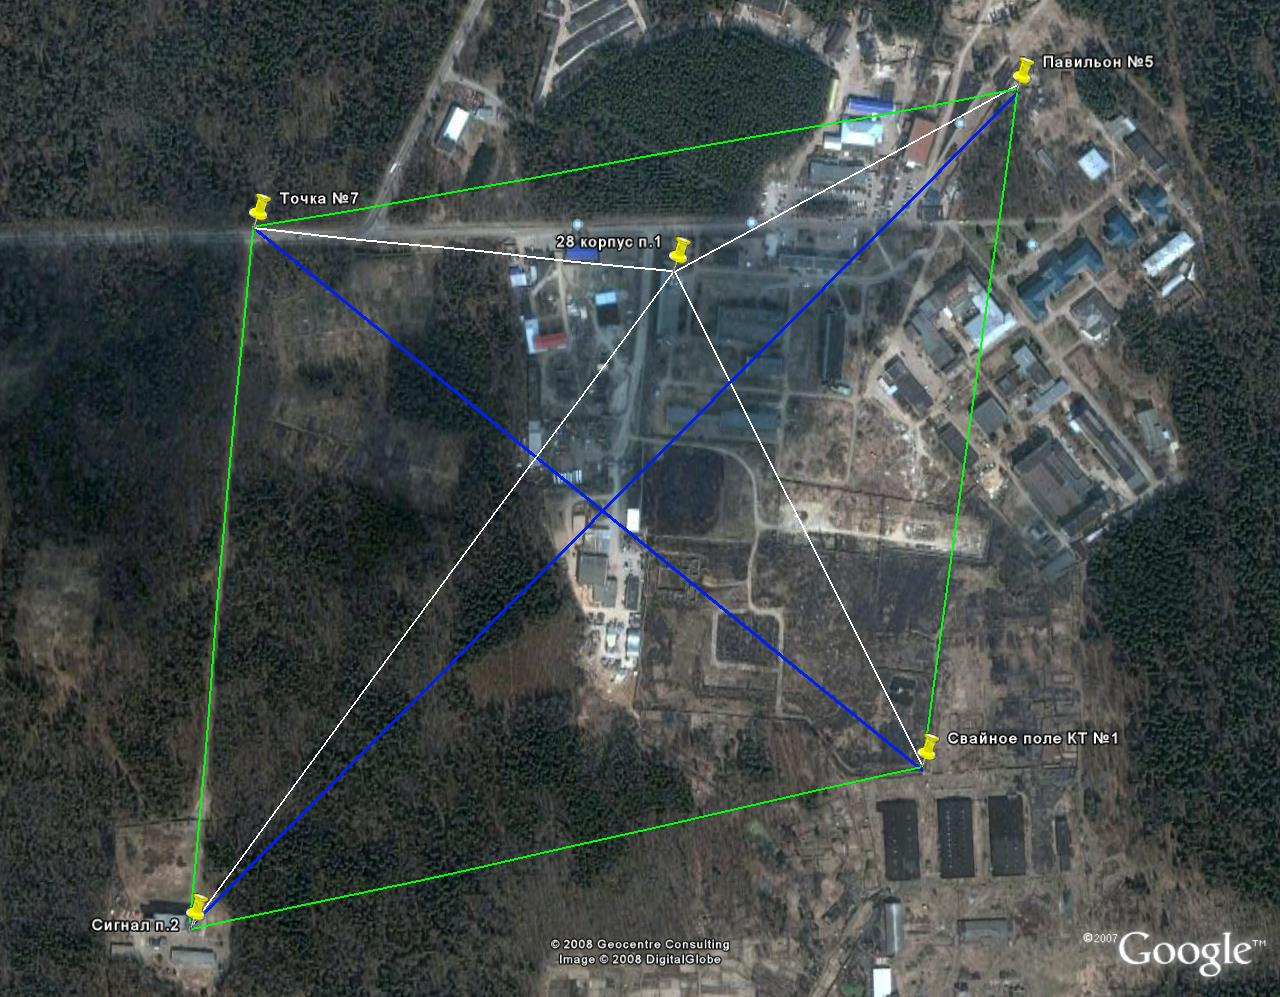 Павильон №5
Точка №7
28 корпус п.1
Свайное поле КТ №1
Сигнал п.2
© 2008 Geocentre Consulting
Image © 2008 DigitalGlobe
©2007 Google™